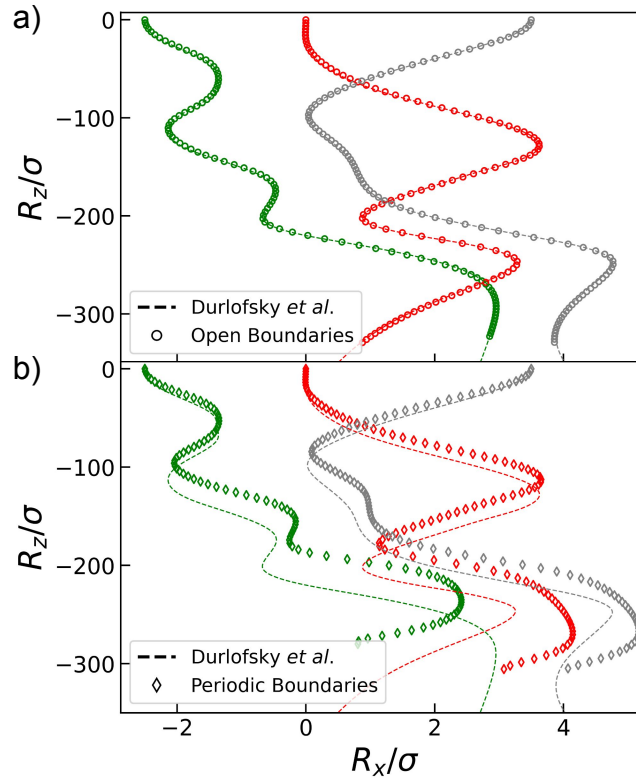 a)
0
−100
−200
−300
R_z/σ
Durlofsky et al.
Open Boundaries
b)
0
−100
−200
−300
R_z/σ
Durlofsky et al.
Periodic Boundaries
−2 0 2 4
R_x/σ